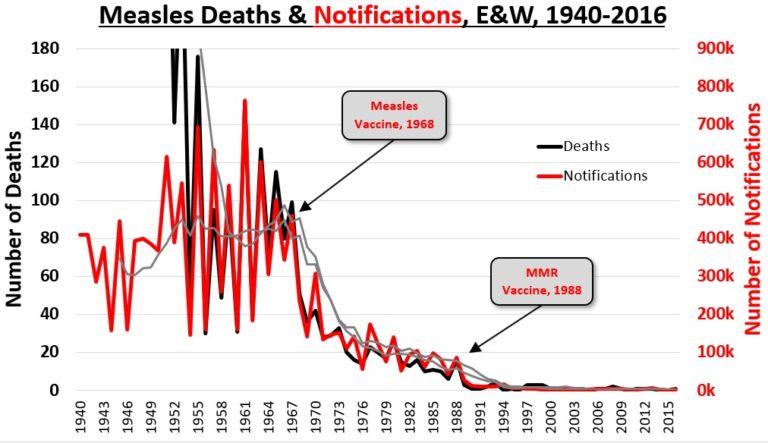 Measles Deaths & Notifications, E&W, 1940-2016
180
160
140
120
100
80
60
40
20
0
Number of Deaths
900k
800k
700k
600k
500k
400k
300k
200k
100k
0k
Number of Notifications
Measles
Vaccine, 1968
Deaths
Notifications
MMR
Vaccine, 1988
1940
1943
1946
1949
1952
1955
1958
1961
1964
1967
1970
1973
1976
1979
1982
1985
1988
1991
1994
1997
2000
2003
2006
2009
2012
2015